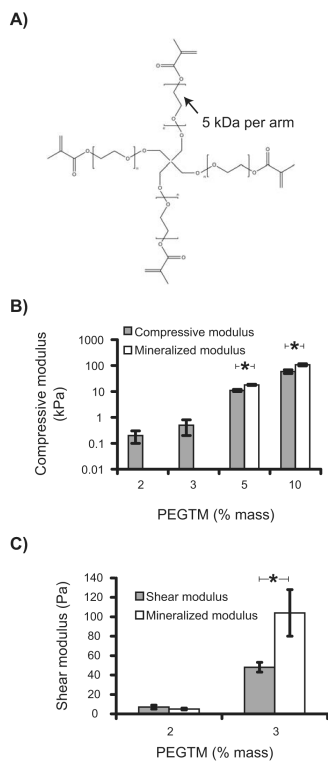 A)
O
O
O
O
n
5 kDa per arm
O
O
O
O
n
O
O
O
O
n
O
O
O
n
O
O
O
B)
Compressive modulus (kPa)
1000
100
10
1
0.1
0.01
Compressive modulus
Mineralized modulus
*
*
2 3 5 10
PEGTM (% mass)
C)
Shear modulus (Pa)
140
120
100
80
60
40
20
0
Shear modulus
Mineralized modulus
*
2 3
PEGTM (% mass)